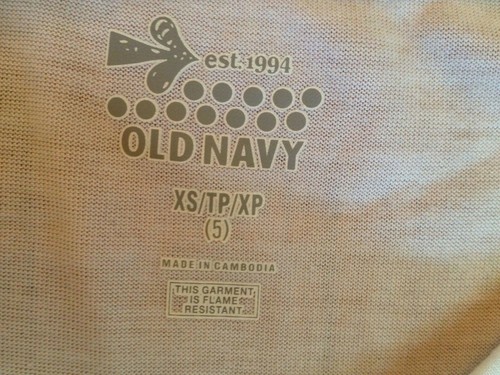 est. 1994
OLD NAVY
XS/TP/XP
(5)
MADE IN CAMBODIA
THIS GARMENT
IS FLAME
RESISTANT